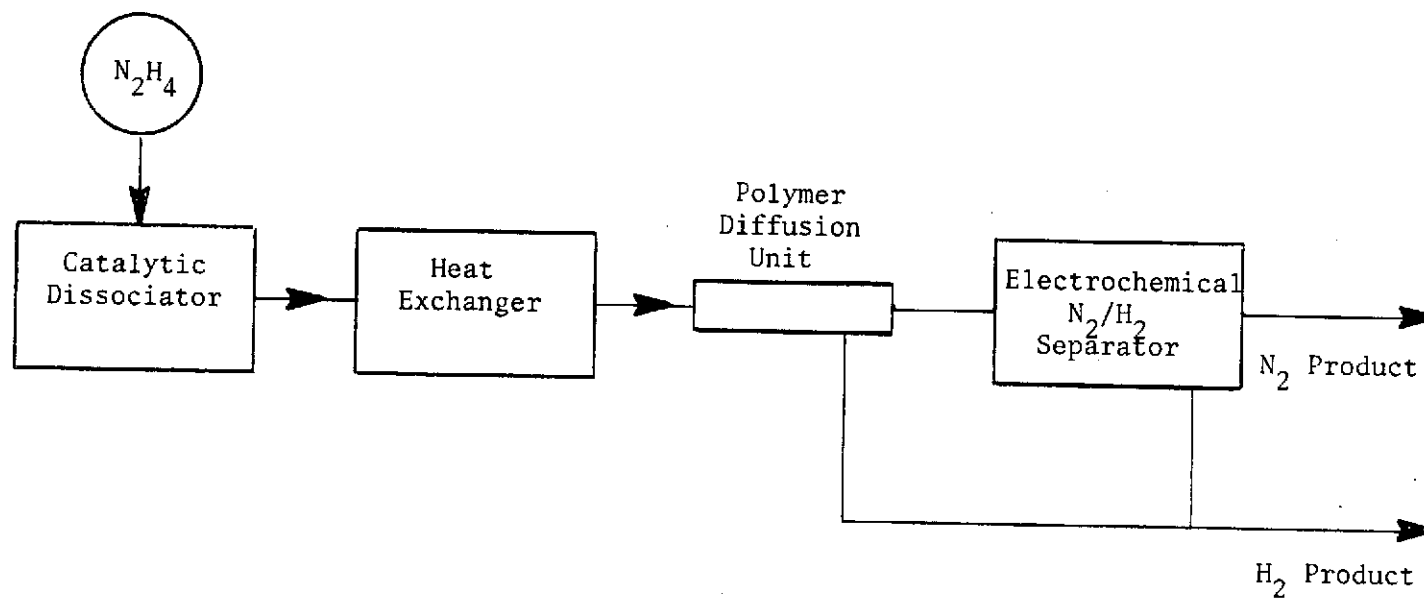 N₂H₄
Catalytic
Dissociator
Heat
Exchanger
Polymer
Diffusion
Unit
Electrochemical
N₂/H₂
Separator
N₂ Product
H₂ Product